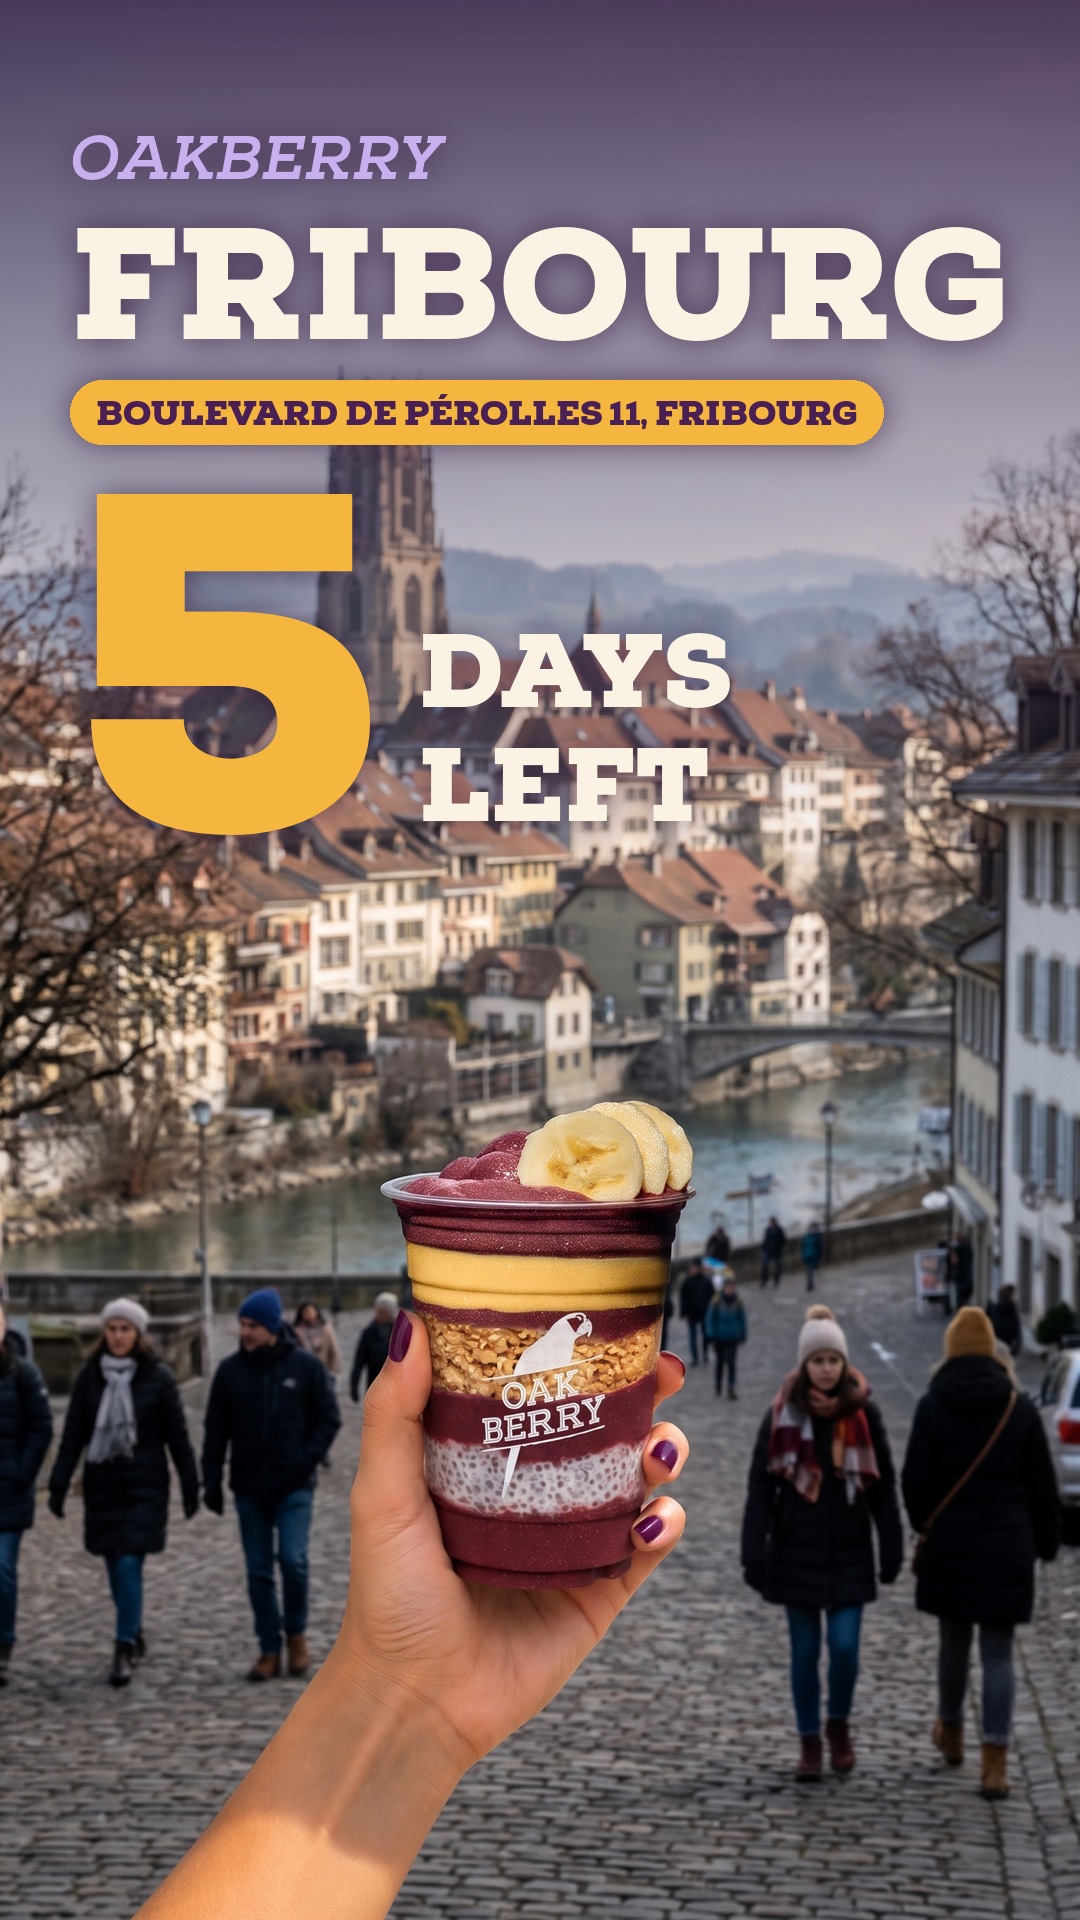 OAKBERRY
FRIBOURG
BOULEVARD DE PÉROLLES 11, FRIBOURG
5
DAYS
LEFT
OAK
BERRY